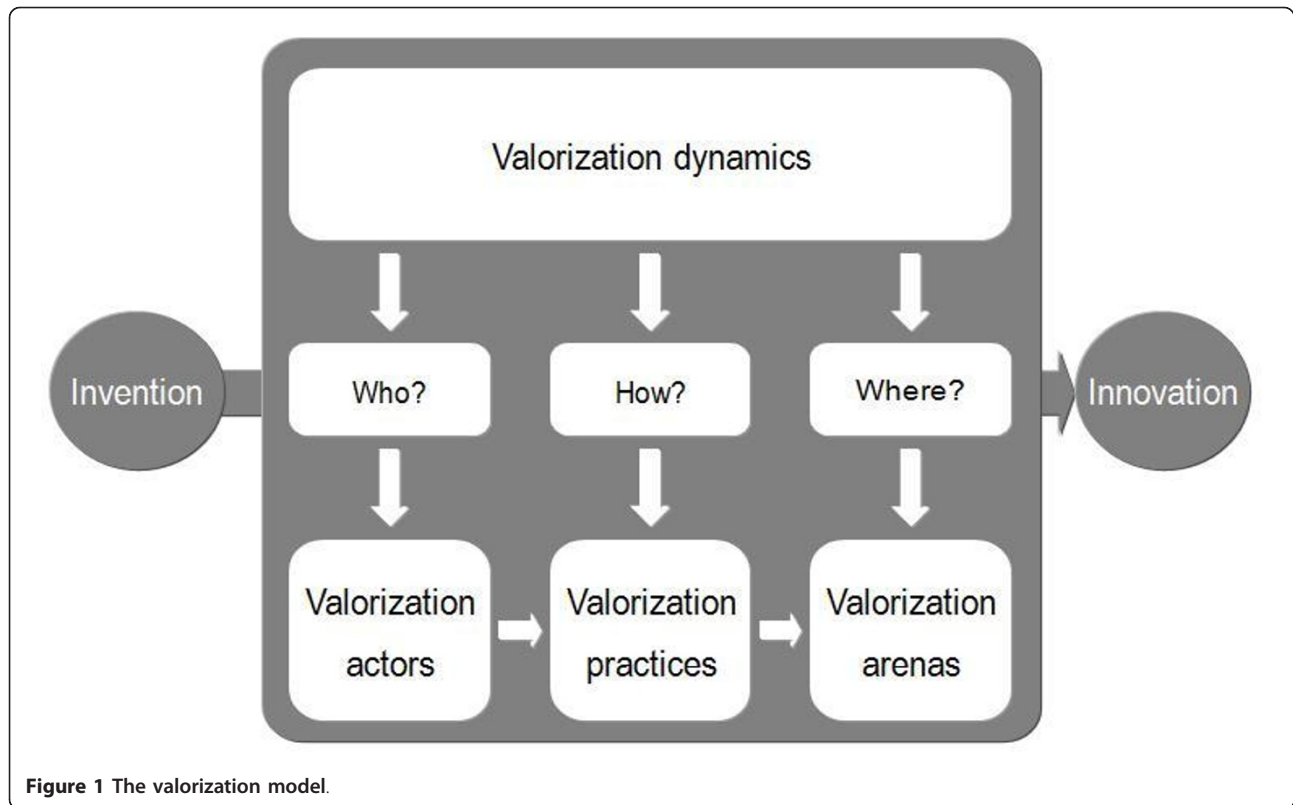 Valorization dynamics
Invention
Who?
How?
Where?
Innovation
Valorization
actors
Valorization
practices
Valorization
arenas
Figure 1 The valorization model.